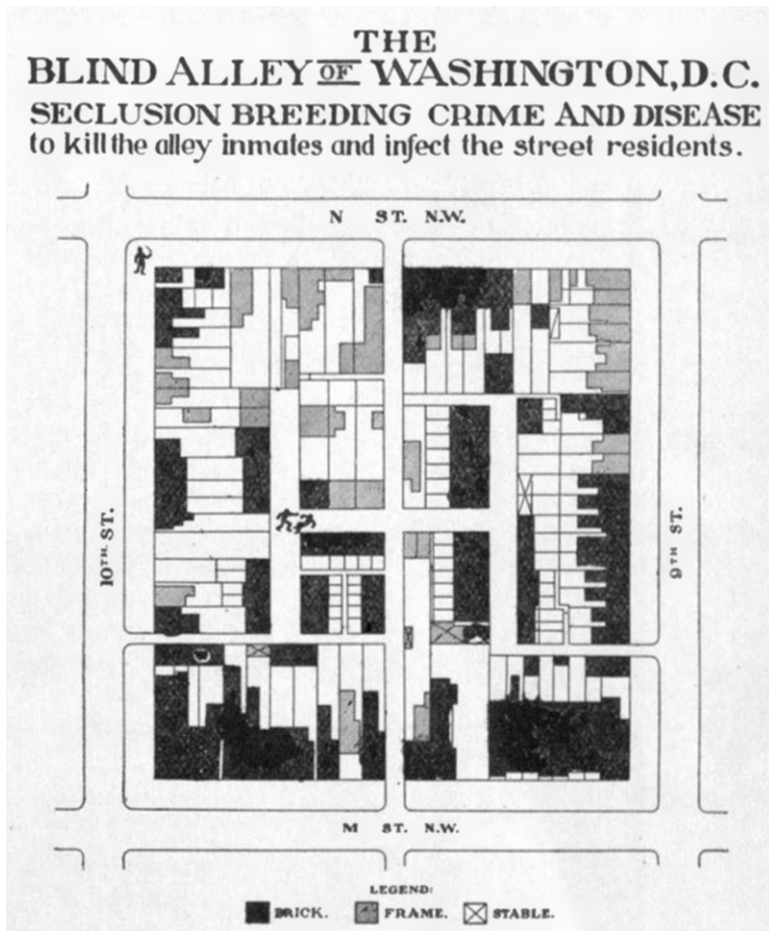 THE
BLIND ALLEY OF WASHINGTON, D.C.
SECLUSION BREEDING CRIME AND DISEASE
to kill the alley inmates and infect the street residents.
N ST. N.W.
10TH ST.
9TH ST.
M ST. N.W.
LEGEND:
BRICK. FRAME. STABLE.